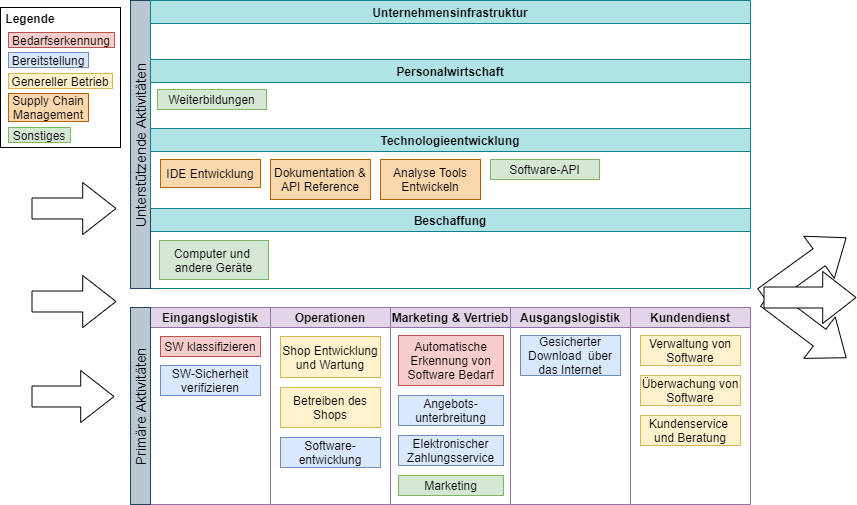 Legende
Bedarfserkennung
Bereitstellung
Genereller Betrieb
Supply Chain
Management
Sonstiges
Unterstützende Aktivitäten
Unternehmensinfrastruktur
Personalwirtschaft
Weiterbildungen
Technologieentwicklung
IDE Entwicklung
Dokumentation &
API Reference
Analyse Tools
Entwickeln
Software-API
Beschaffung
Computer und
andere Geräte
Primäre Aktivitäten
Eingangslogistik
SW klassifizieren
SW-Sicherheit
verifizieren
Operationen
Shop Entwicklung
und Wartung
Betreiben des
Shops
Software-
entwicklung
Marketing & Vertrieb
Automatische
Erkennung von
Software Bedarf
Angebots-
unterbreitung
Elektronischer
Zahlungsservice
Marketing
Ausgangslogistik
Gesicherter
Download über
das Internet
Kundendienst
Verwaltung von
Software
Überwachung von
Software
Kundenservice
und Beratung